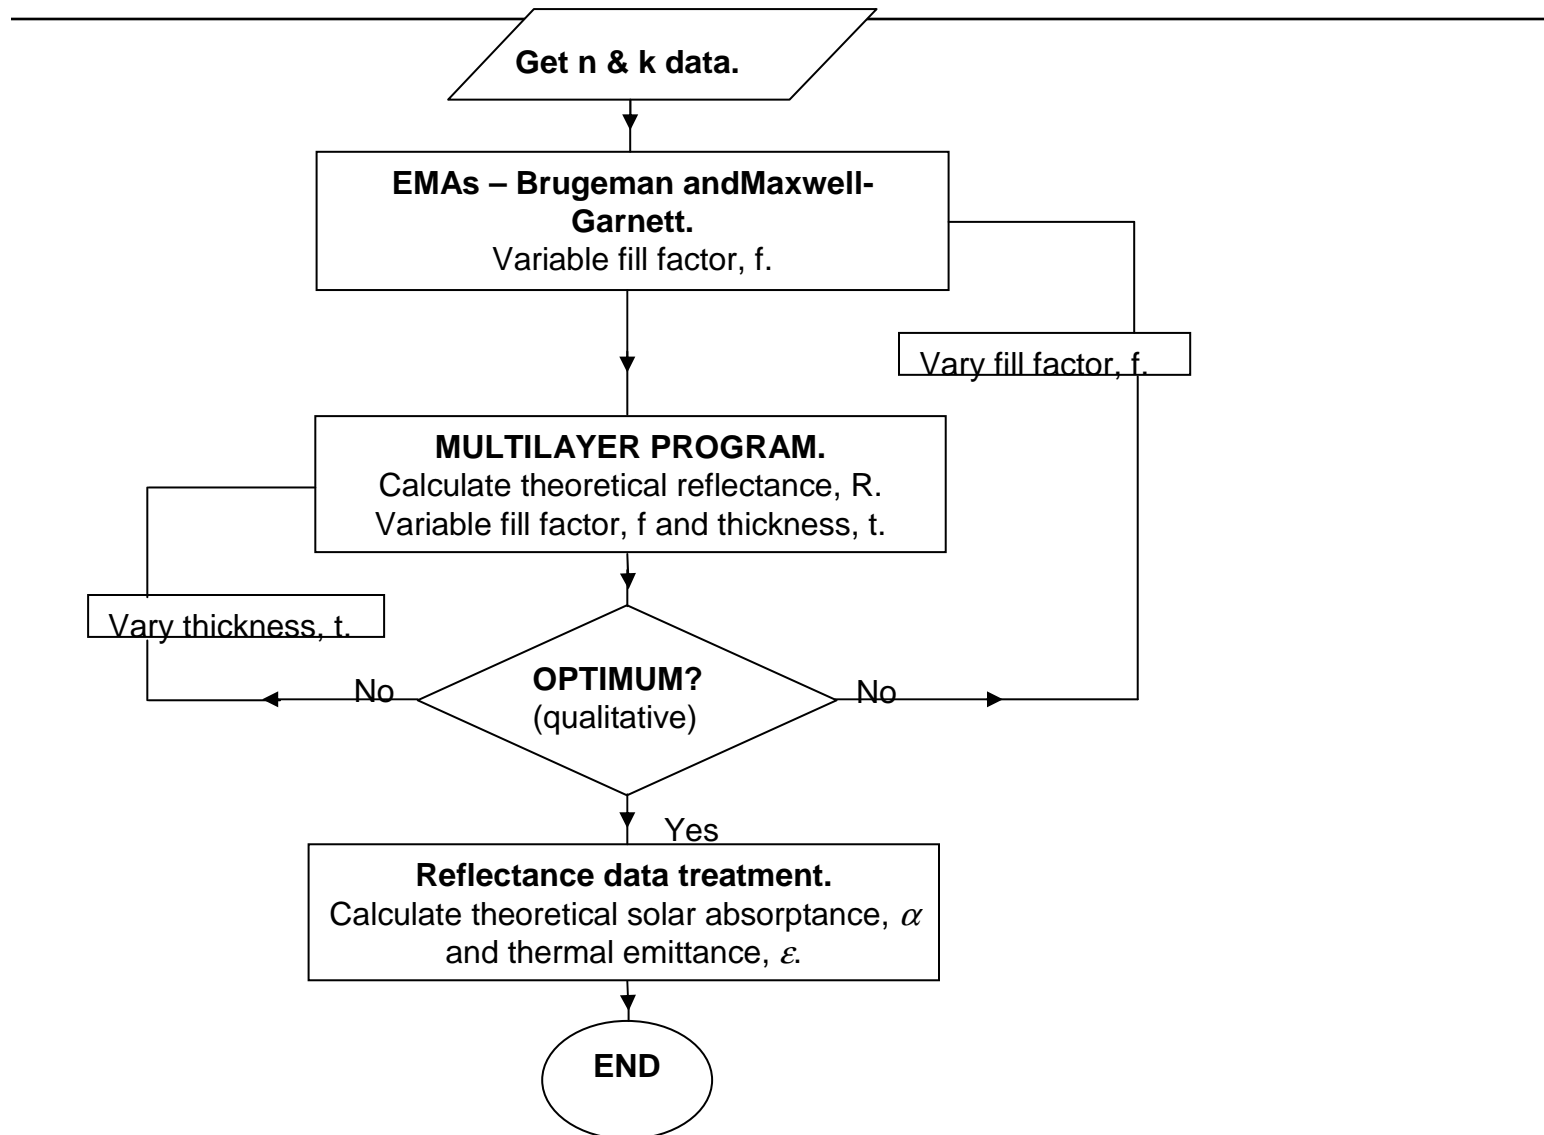 Get n & k data.
EMAs – Brugeman andMaxwell-
Garnett.
Variable fill factor, f.
Vary fill factor, f.
MULTILAYER PROGRAM.
Calculate theoretical reflectance, R.
Variable fill factor, f and thickness, t.
Vary thickness, t.
No
OPTIMUM?
(qualitative)
No
Yes
Reflectance data treatment.
Calculate theoretical solar absorptance, α
and thermal emittance, ε.
END